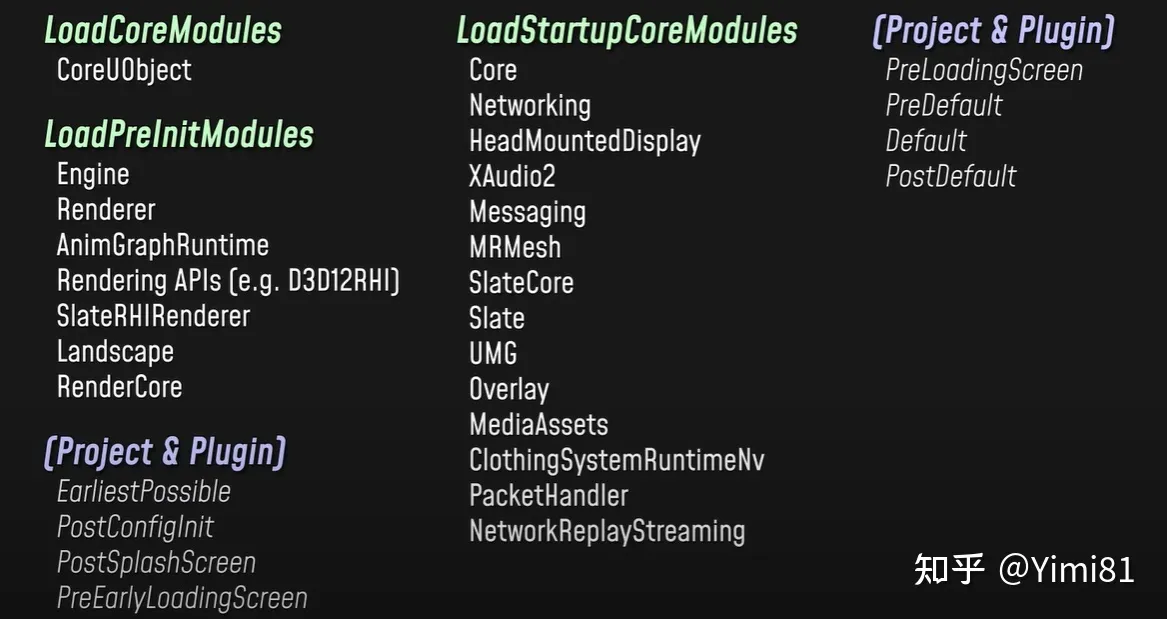 LoadCoreModules
CoreUObject
LoadPreInitModules
Engine
Renderer
AnimGraphRuntime
Rendering APIs (e.g. D3D12RHI)
SlateRHIRenderer
Landscape
RenderCore
(Project & Plugin)
EarliestPossible
PostConfigInit
PostSplashScreen
PreEarlyLoadingScreen
LoadStartupCoreModules
Core
Networking
HeadMountedDisplay
XAudio2
Messaging
MRMesh
SlateCore
Slate
UMG
Overlay
MediaAssets
ClothingSystemRuntimeNv
PacketHandler
NetworkReplayStreaming
(Project & Plugin)
PreLoadingScreen
PreDefault
Default
PostDefault
知乎 @Yimi81